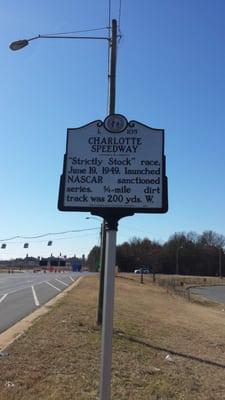 L 109
CHARLOTTE
SPEEDWAY
"Strictly Stock" race,
June 19, 1949, launched
NASCAR sanctioned
series. ¾-mile dirt
track was 200 yds. W.